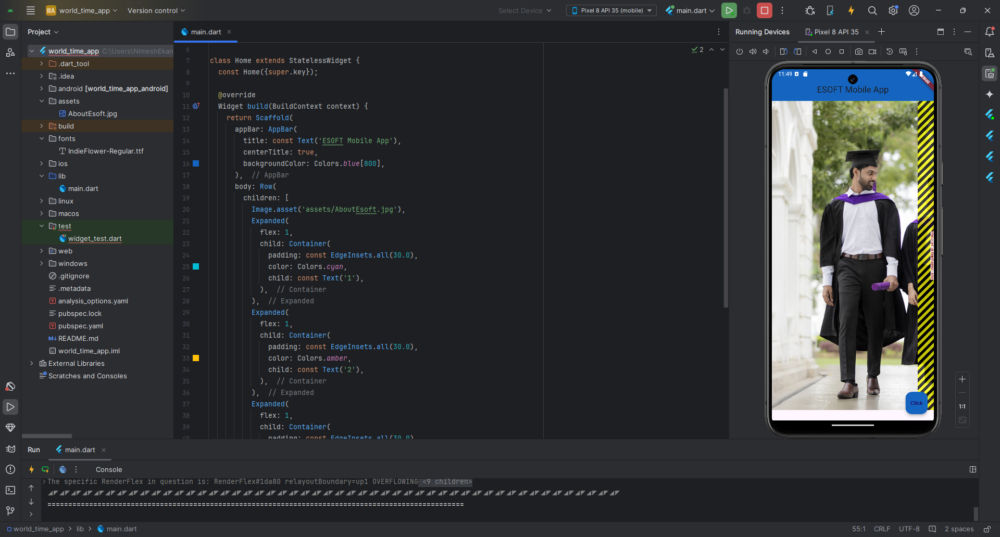 WA world_time_app Version control Select Device Pixel 8 API 35 (mobile) main.dart
Project
world_time_app C:\Users\NimeshEkan
.dart_tool
.idea
android [world_time_app_android]
assets
AboutEsoft.jpg
build
fonts
IndieFlower-Regular.ttf
ios
lib
main.dart
linux
macos
test
widget_test.dart
web
windows
.gitignore
.metadata
analysis_options.yaml
pubspec.lock
pubspec.yaml
README.md
world_time_app.iml
External Libraries
Scratches and Consoles
main.dart
2
6
7 class Home extends StatelessWidget {
8 const Home({super.key});
9
10 @override
11 Widget build(BuildContext context) {
12 return Scaffold(
13 appBar: AppBar(
14 title: const Text('ESOFT Mobile App'),
15 centerTitle: true,
16 backgroundColor: Colors.blue[800],
17 ), // AppBar
18 body: Row(
19 children: [
20 Image.asset('assets/AboutEsoft.jpg'),
21 Expanded(
22 flex: 1,
23 child: Container(
24 padding: const EdgeInsets.all(30.0),
25 color: Colors.cyan,
26 child: const Text('1'),
27 ), // Container
28 ), // Expanded
29 Expanded(
30 flex: 1,
31 child: Container(
32 padding: const EdgeInsets.all(30.0),
33 color: Colors.amber,
34 child: const Text('2'),
35 ), // Container
36 ), // Expanded
37 Expanded(
38 flex: 1,
39 child: Container(
40 padding: const EdgeInsets.all(30.0)
Running Devices Pixel 8 API 35
11:49
DEBUG
ESOFT Mobile App
Click
1:1
Run main.dart
Console
The specific RenderFlex in question is: RenderFlex#1da80 relayoutBoundary=up1 OVERFLOWING <9 children>
====================================================================================================
world_time_app > lib > main.dart
55:1 CRLF UTF-8 2 spaces